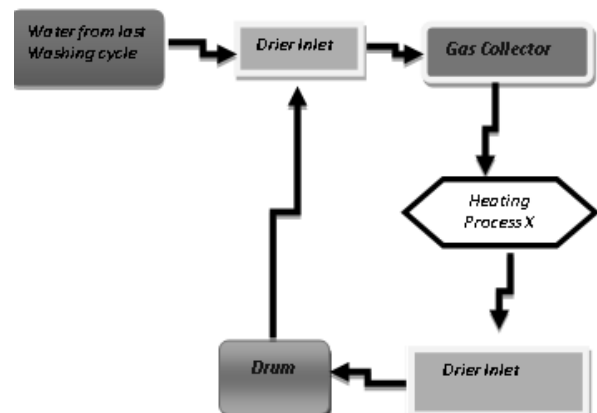 Water from last
Washing cycle
Drier Inlet
Gas Collector
Heating
Process X
Drier Inlet
Drum